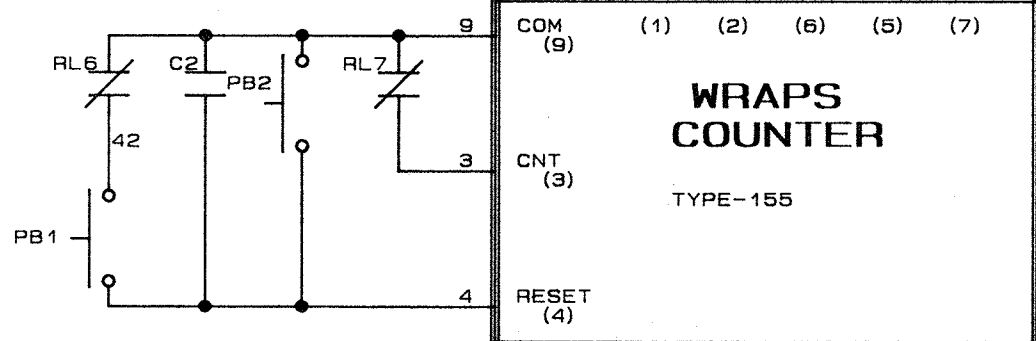 9 COM (1) (2) (6) (5) (7)
(9)
RL6 C2 PB2 RL7
WRAPS
COUNTER
42
3 CNT
(3)
TYPE-155
PB1
4 RESET
(4)